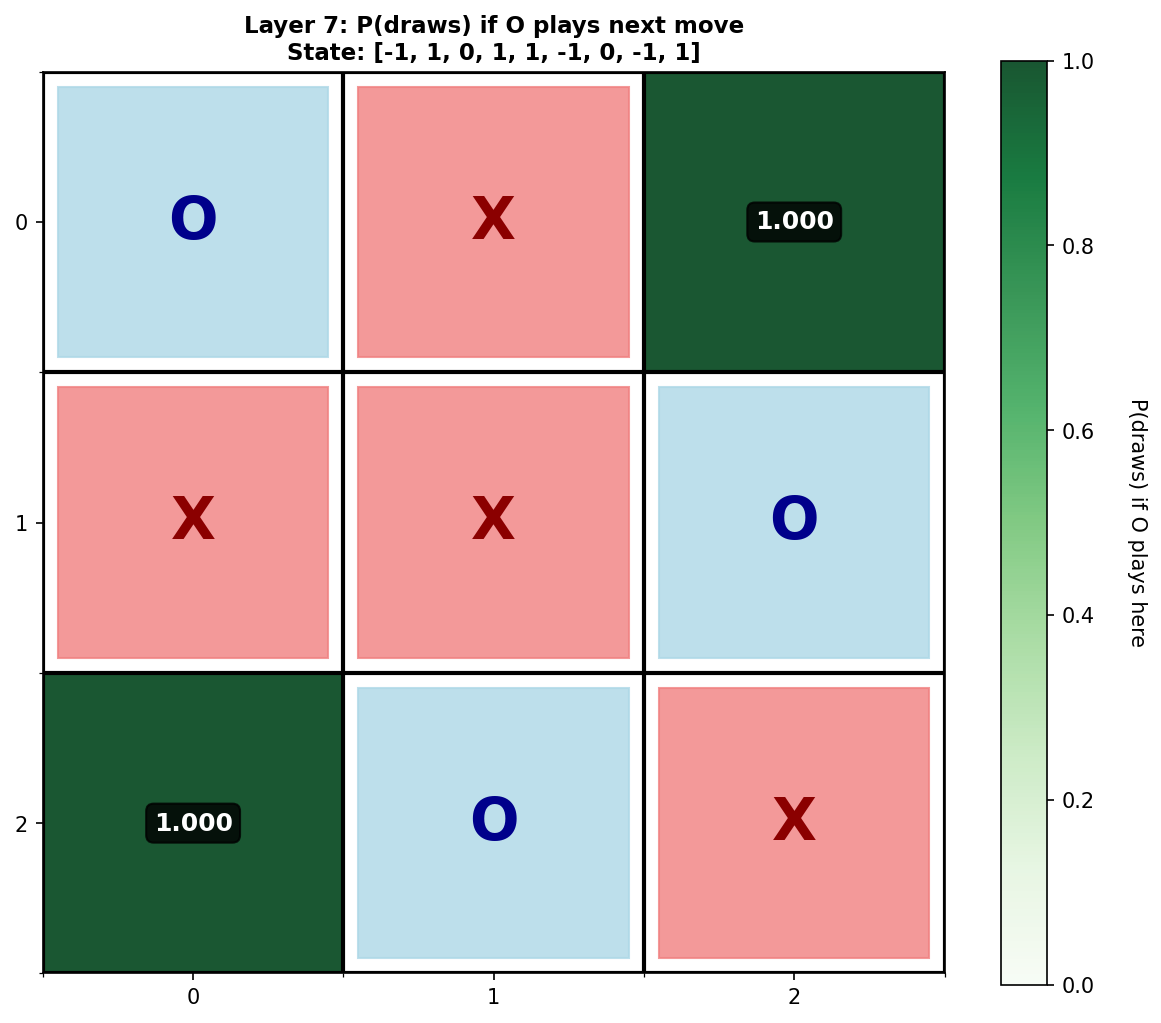 Layer 7: P(draws) if O plays next move
State: [-1, 1, 0, 1, 1, -1, 0, -1, 1]
0
O
X
1.000
1
X
X
O
2
1.000
O
X
0
1
2
1.0
0.8
0.6
0.4
0.2
0.0
P(draws) if O plays here